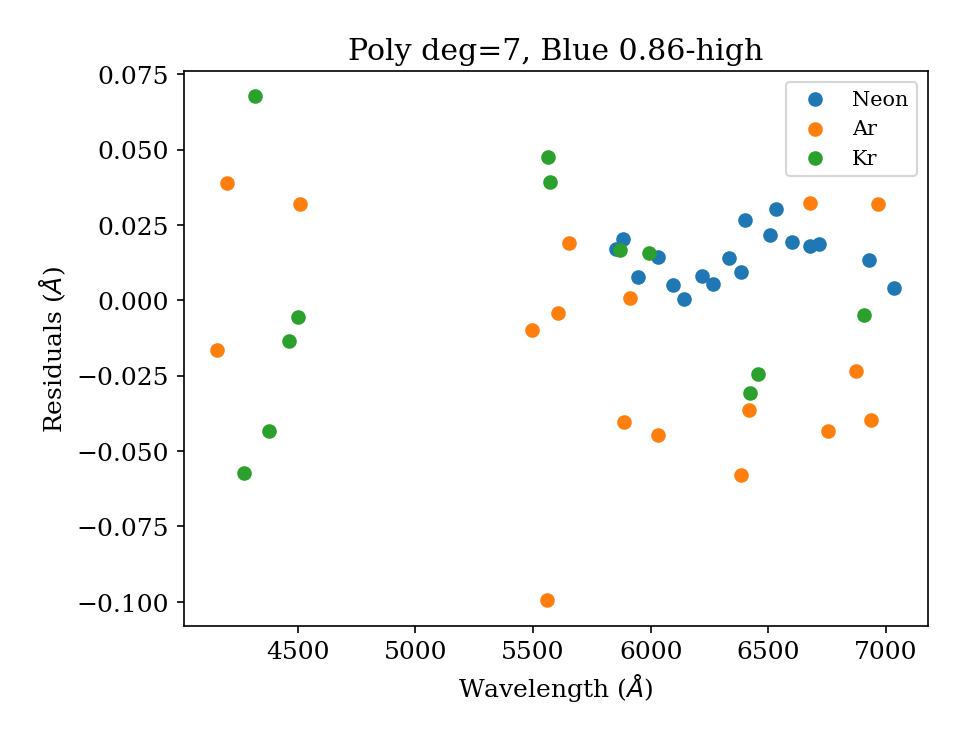 Poly deg=7, Blue 0.86-high
Neon
Ar
Kr
0.075
0.050
0.025
0.000
−0.025
−0.050
−0.075
−0.100
Residuals (Å)
4500
5000
5500
6000
6500
7000
Wavelength (Å)